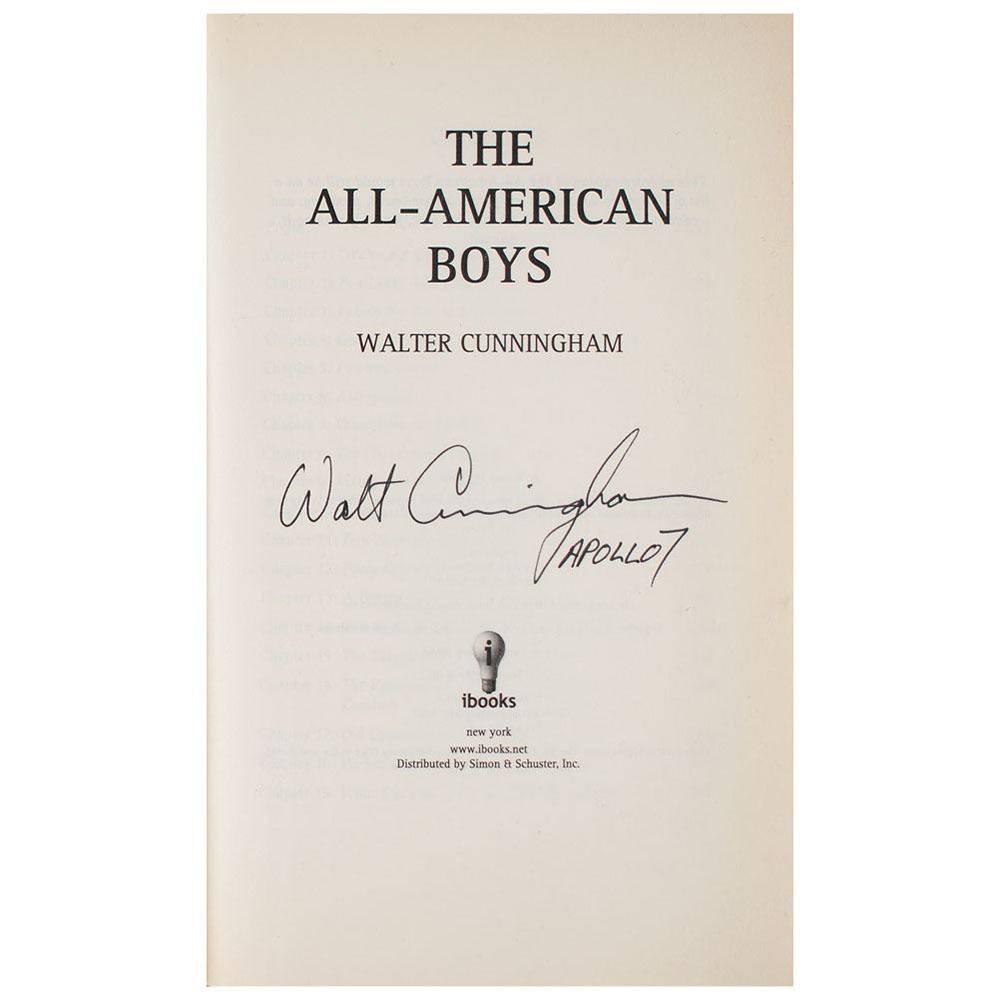 THE
ALL-AMERICAN
BOYS
WALTER CUNNINGHAM
Walt Cunningham
APOLLO 7
i
ibooks
new york
www.ibooks.net
Distributed by Simon & Schuster, Inc.